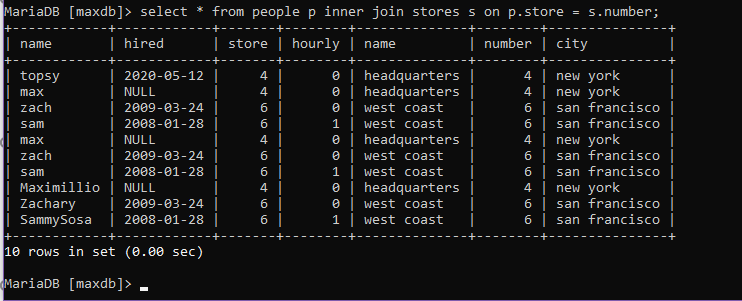 MariaDB [maxdb]> select * from people p inner join stores s on p.store = s.number;
+------------+------------+-------+--------+--------------+--------+---------------+
| name       | hired      | store | hourly | name         | number | city          |
+------------+------------+-------+--------+--------------+--------+---------------+
| topsy      | 2020-05-12 |     4 |      0 | headquarters |      4 | new york      |
| max        | NULL       |     4 |      0 | headquarters |      4 | new york      |
| zach       | 2009-03-24 |     6 |      0 | west coast   |      6 | san francisco |
| sam        | 2008-01-28 |     6 |      1 | west coast   |      6 | san francisco |
| max        | NULL       |     4 |      0 | headquarters |      4 | new york      |
| zach       | 2009-03-24 |     6 |      0 | west coast   |      6 | san francisco |
| sam        | 2008-01-28 |     6 |      1 | west coast   |      6 | san francisco |
| Maximillio | NULL       |     4 |      0 | headquarters |      4 | new york      |
| Zachary    | 2009-03-24 |     6 |      0 | west coast   |      6 | san francisco |
| SammySosa  | 2008-01-28 |     6 |      1 | west coast   |      6 | san francisco |
+------------+------------+-------+--------+--------------+--------+---------------+
10 rows in set (0.00 sec)
MariaDB [maxdb]> _